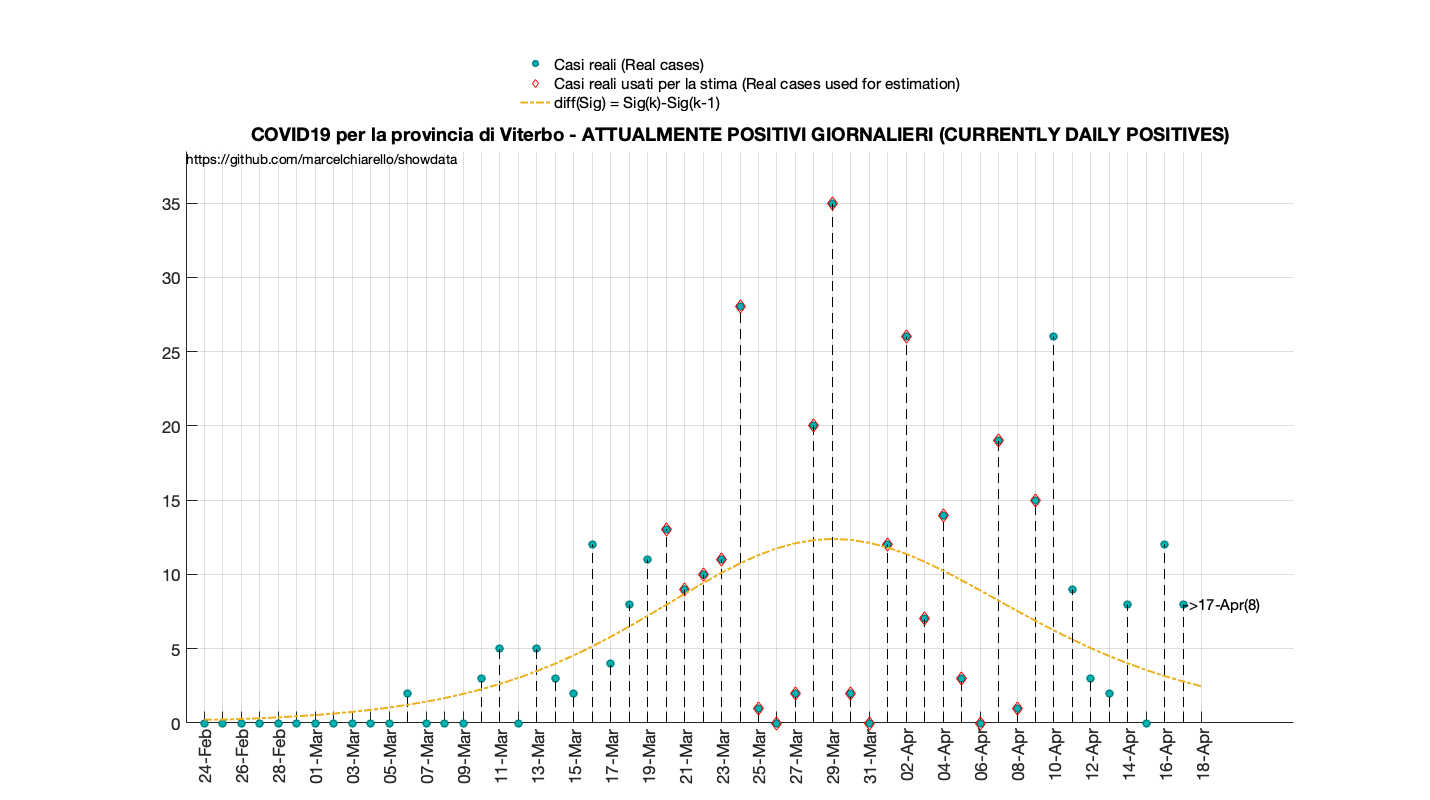 Casi reali (Real cases)
Casi reali usati per la stima (Real cases used for estimation)
diff(Sig) = Sig(k)-Sig(k-1)
COVID19 per la provincia di Viterbo - ATTUALMENTE POSITIVI GIORNALIERI (CURRENTLY DAILY POSITIVES)
https://github.com/marcelchiarello/showdata
35
30
25
20
15
10
5
0
->17-Apr(8)
24-Feb
26-Feb
28-Feb
01-Mar
03-Mar
05-Mar
07-Mar
09-Mar
11-Mar
13-Mar
15-Mar
17-Mar
19-Mar
21-Mar
23-Mar
25-Mar
27-Mar
29-Mar
31-Mar
02-Apr
04-Apr
06-Apr
08-Apr
10-Apr
12-Apr
14-Apr
16-Apr
18-Apr